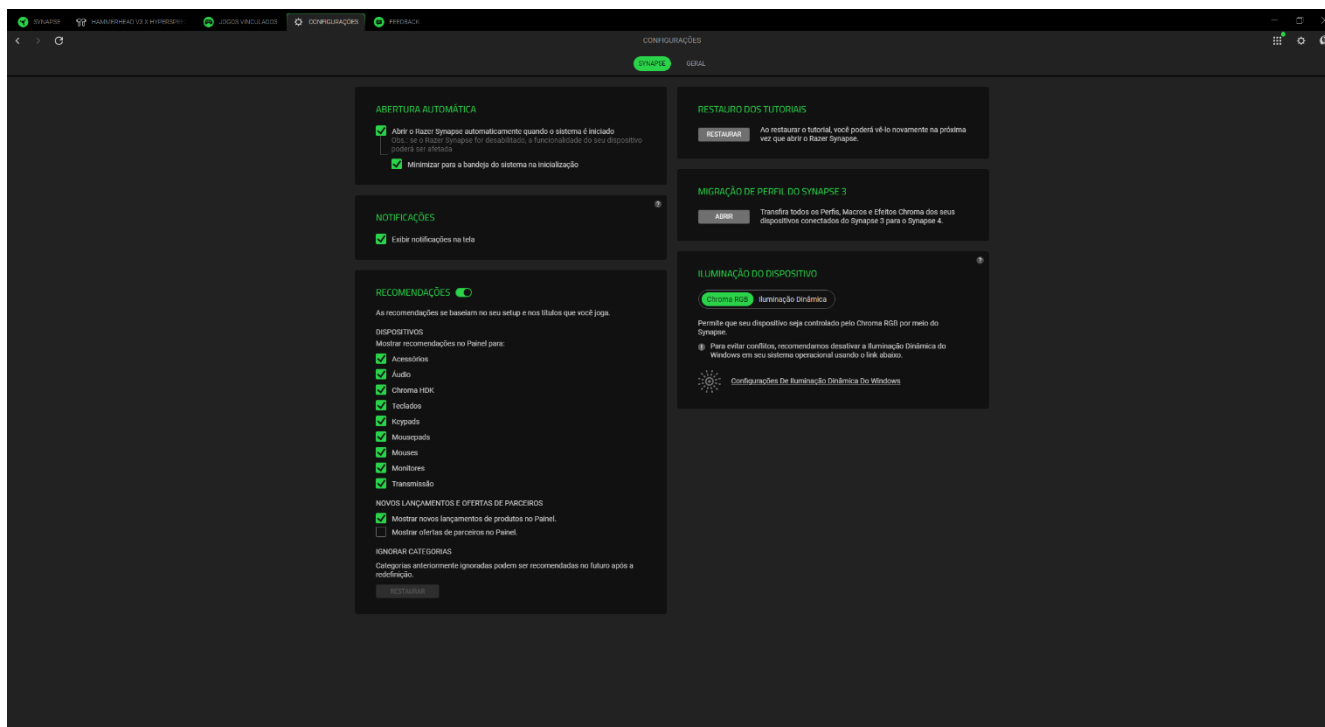 SYNAPSE
HAMMERHEAD V3 X HYPERSPEE
JOGOS VINCULADOS
CONFIGURAÇÕES
FEEDBACK
CONFIGURAÇÕES
SYNAPSE
GERAL
ABERTURA AUTOMÁTICA
Abrir o Razer Synapse automaticamente quando o sistema é iniciado
Obs.: se o Razer Synapse for desabilitado, a funcionalidade do seu dispositivo
poderá ser afetada
Minimizar para a bandeja do sistema na inicialização
NOTIFICAÇÕES
Exibir notificações na tela
RECOMENDAÇÕES
As recomendações se baseiam no seu setup e nos títulos que você joga.
DISPOSITIVOS
Mostrar recomendações no Painel para:
Acessórios
Áudio
Chroma HDK
Teclados
Keypads
Mousepads
Mouses
Monitores
Transmissão
NOVOS LANÇAMENTOS E OFERTAS DE PARCEIROS
Mostrar novos lançamentos de produtos no Painel.
Mostrar ofertas de parceiros no Painel.
IGNORAR CATEGORIAS
Categorias anteriormente ignoradas podem ser recomendadas no futuro após a
redefinição.
RESTAURAR
RESTAURO DOS TUTORIAIS
RESTAURAR
Ao restaurar o tutorial, você poderá vê-lo novamente na próxima
vez que abrir o Razer Synapse.
MIGRAÇÃO DE PERFIL DO SYNAPSE 3
ABRIR
Transfira todos os Perfis, Macros e Efeitos Chroma dos seus
dispositivos conectados do Synapse 3 para o Synapse 4.
ILUMINAÇÃO DO DISPOSITIVO
Chroma RGB
Iluminação Dinâmica
Permite que seu dispositivo seja controlado pelo Chroma RGB por meio do
Synapse.
Para evitar conflitos, recomendamos desativar a Iluminação Dinâmica do
Windows em seu sistema operacional usando o link abaixo.
Configurações De Iluminação Dinâmica Do Windows